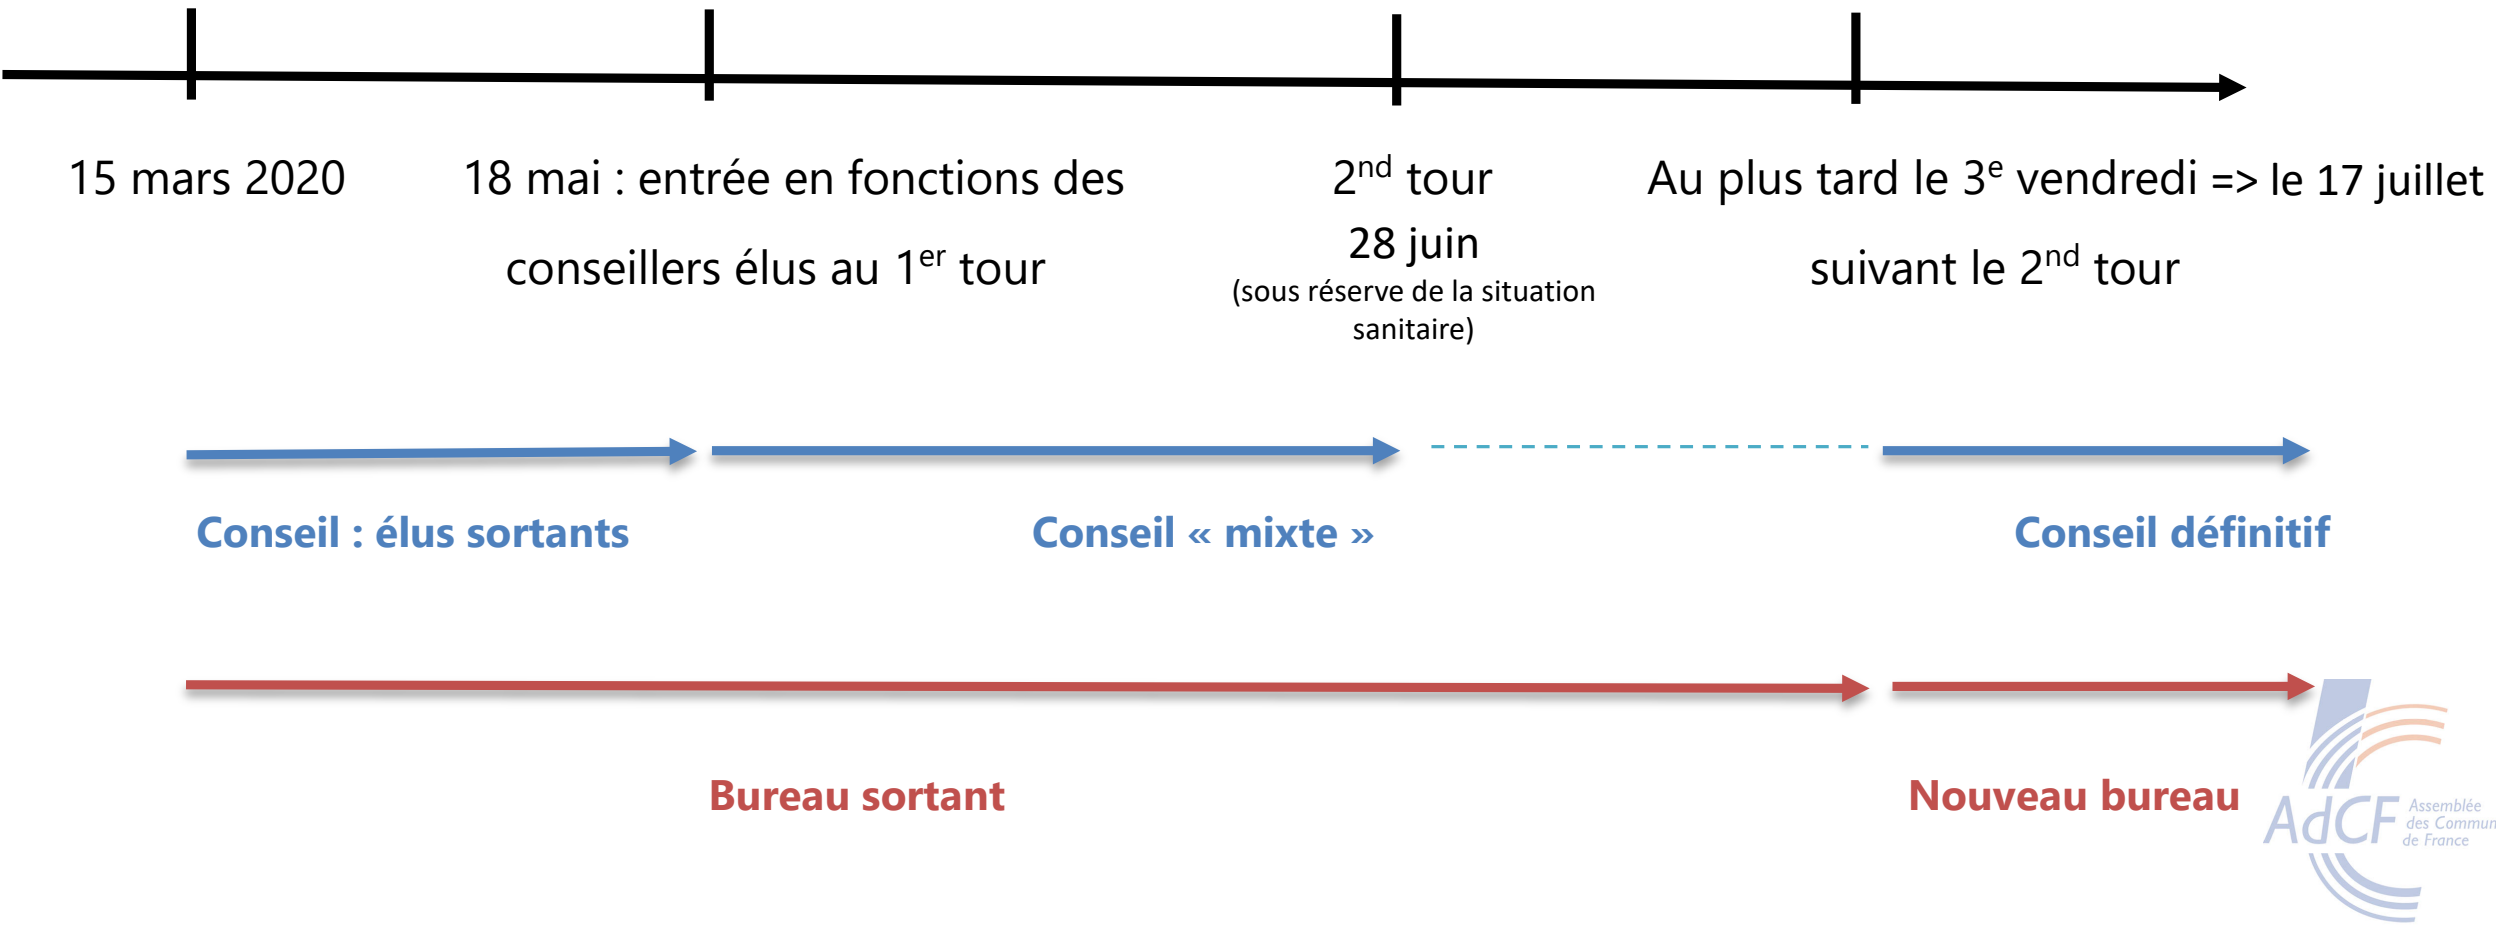 15 mars 2020
18 mai : entrée en fonctions des
conseillers élus au 1er tour
2nd tour
28 juin
(sous réserve de la situation
sanitaire)
Au plus tard le 3e vendredi => le 17 juillet
suivant le 2nd tour
Conseil : élus sortants
Conseil « mixte »
Conseil définitif
Bureau sortant
Nouveau bureau
AdCF
Assemblée
des Commun
de France